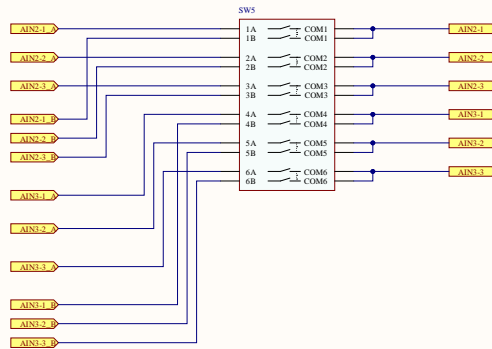 SW5
AIN2-1_A
1A
COM1
AIN2-1
1B
COM1
AIN2-2_A
2A
COM2
AIN2-2
2B
COM2
AIN2-3_A
3A
COM3
AIN2-3
3B
COM3
AIN2-1_B
4A
COM4
AIN3-1
4B
COM4
AIN2-2_B
5A
COM5
AIN3-2
5B
COM5
AIN2-3_B
6A
COM6
AIN3-3
6B
COM6
AIN3-1_A
AIN3-2_A
AIN3-3_A
AIN3-1_B
AIN3-2_B
AIN3-3_B